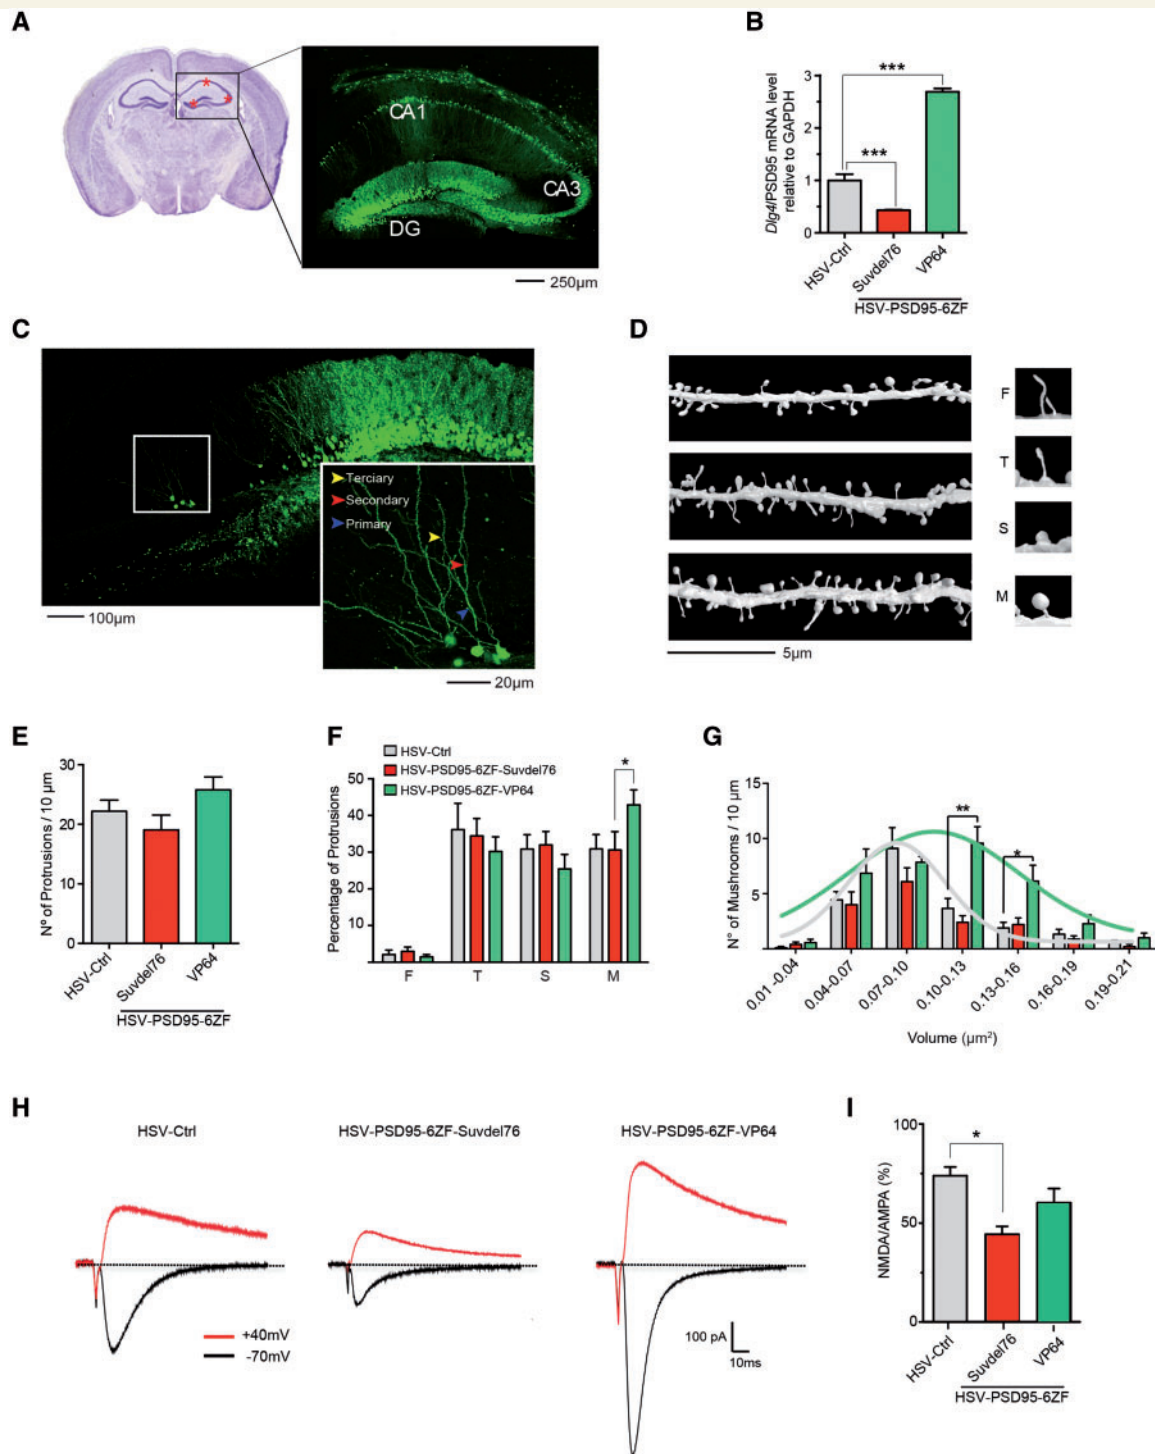 A
CA1
CA3
DG
250µm
B
***
***
Dlg4/PSD95 mRNA level
relative to GAPDH
3
2
1
0
HSV-Ctrl
Suvdel76
VP64
HSV-PSD95-6ZF
C
Terciary
Secondary
Primary
100µm
20µm
D
F
T
S
M
5µm
E
Nº of Protrusions / 10 µm
30
20
10
0
HSV-Ctrl
Suvdel76
VP64
HSV-PSD95-6ZF
F
HSV-Ctrl
HSV-PSD95-6ZF-Suvdel76
HSV-PSD95-6ZF-VP64
*
Percentage of Protrusions
50
40
30
20
10
F
T
S
M
G
N° of Mushrooms / 10 µm
15
10
5
**
*
0.01-0.04
0.04-0.07
0.07-0.10
0.10-0.13
0.13-0.16
0.16-0.19
0.19-0.21
Volume (µm²)
H
HSV-Ctrl
HSV-PSD95-6ZF-Suvdel76
HSV-PSD95-6ZF-VP64
+40mV
-70mV
100 pA
10ms
I
NMDA/AMPA (%)
100
50
0
*
HSV-Ctrl
Suvdel76
VP64
HSV-PSD95-6ZF